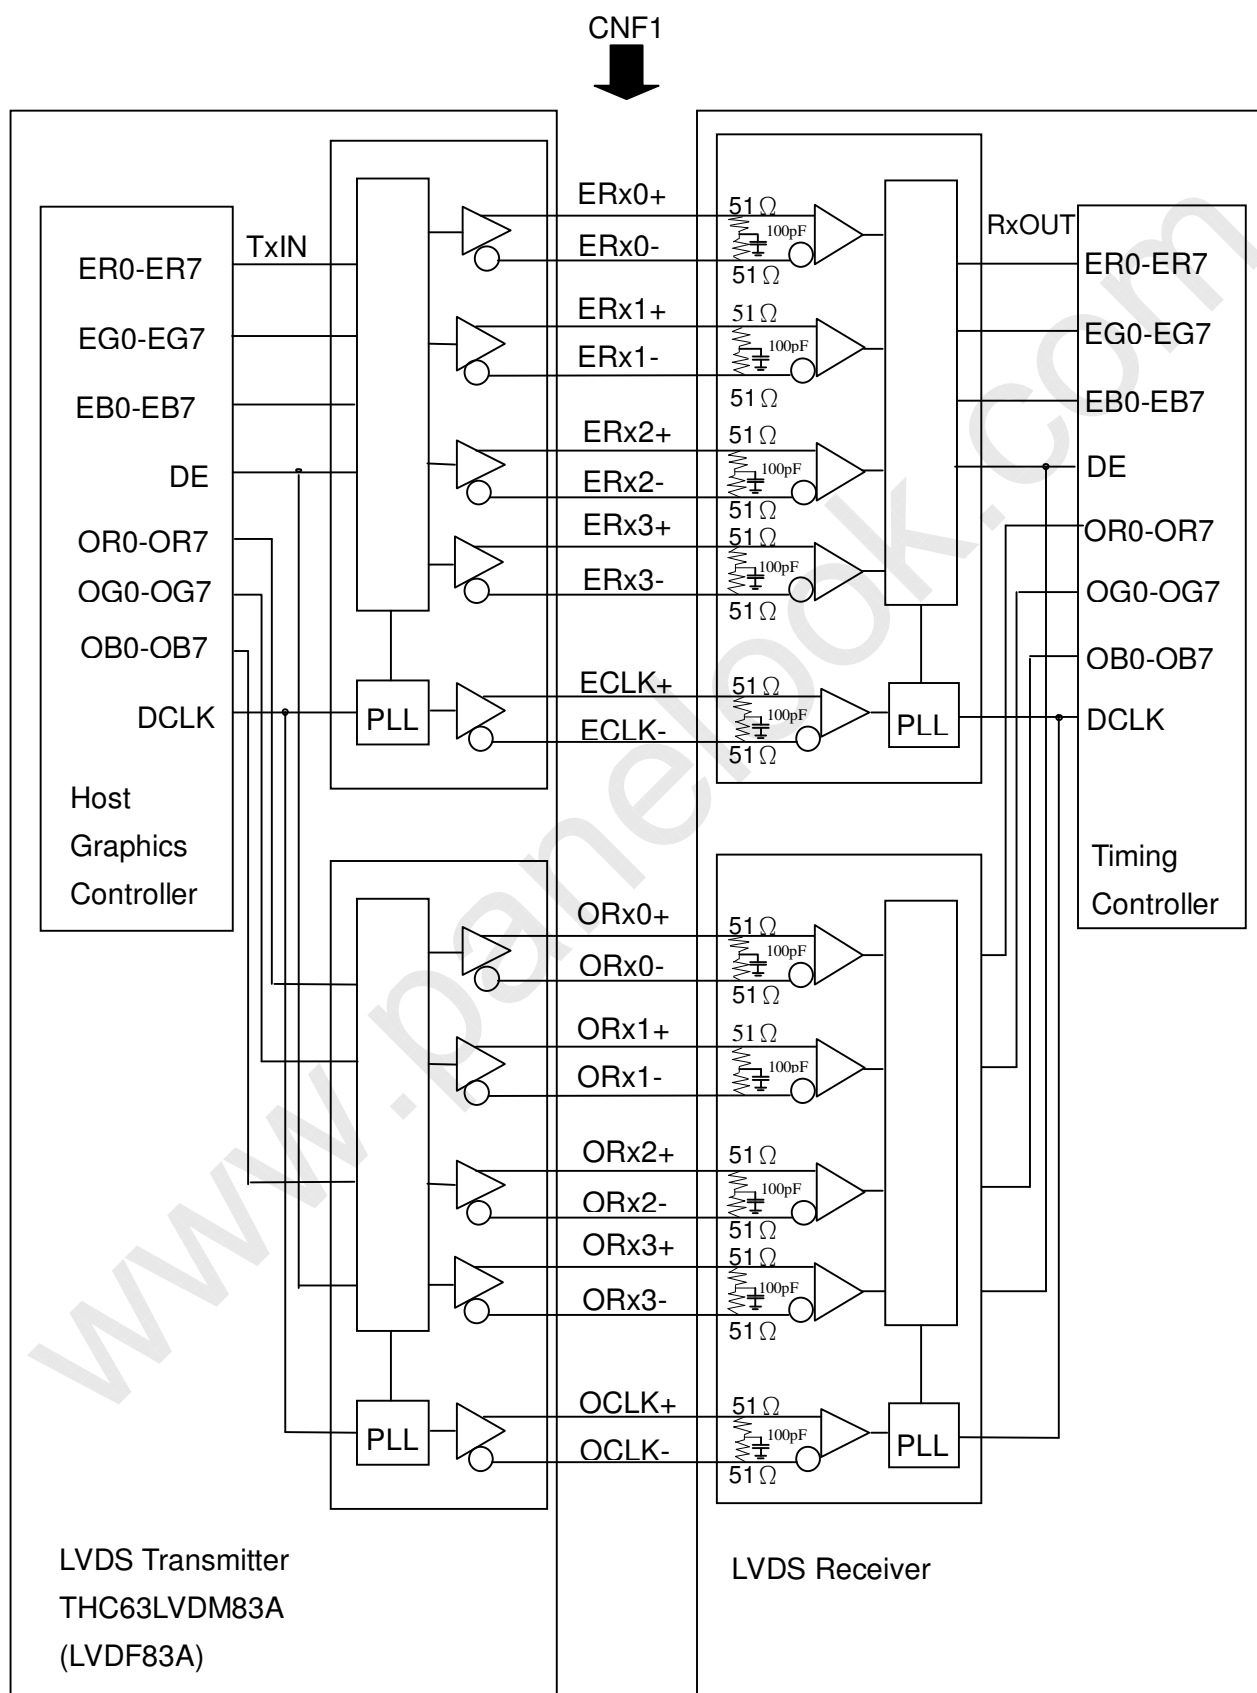 CNF1
Host
Graphics
Controller
ER0-ER7
EG0-EG7
EB0-EB7
DE
OR0-OR7
OG0-OG7
OB0-OB7
DCLK
TxIN
PLL
ERx0+
ERx0-
ERx1+
ERx1-
ERx2+
ERx2-
ERx3+
ERx3-
ECLK+
ECLK-
51Ω
100pF
51Ω
51Ω
100pF
51Ω
51Ω
100pF
51Ω
51Ω
100pF
51Ω
51Ω
100pF
51Ω
PLL
RxOUT
ER0-ER7
EG0-EG7
EB0-EB7
DE
OR0-OR7
OG0-OG7
OB0-OB7
DCLK
Timing
Controller
PLL
ORx0+
ORx0-
ORx1+
ORx1-
ORx2+
ORx2-
ORx3+
ORx3-
OCLK+
OCLK-
51Ω
100pF
51Ω
51Ω
100pF
51Ω
100pF
51Ω
51Ω
100pF
51Ω
51Ω
100pF
51Ω
PLL
LVDS Transmitter
THC63LVDM83A
(LVDF83A)
LVDS Receiver
www.panelook.com